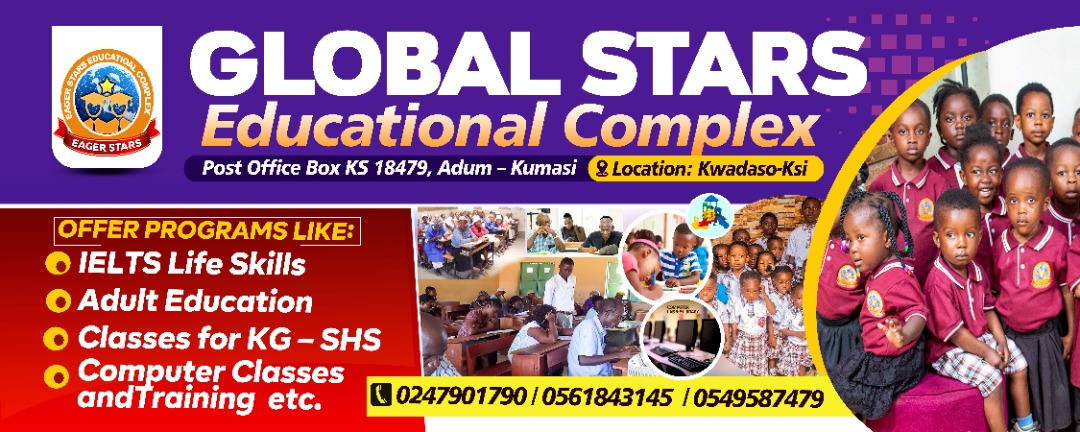 EAGER STARS EDUCATIONAL COMPLEX
EAGER STARS
GLOBAL STARS
Educational Complex
Post Office Box KS 18479, Adum – Kumasi
Location: Kwadaso-Ksi
OFFER PROGRAMS LIKE:
IELTS Life Skills
Adult Education
Classes for KG – SHS
Computer Classes
andTraining etc.
0247901790 / 0561843145 / 0549587479